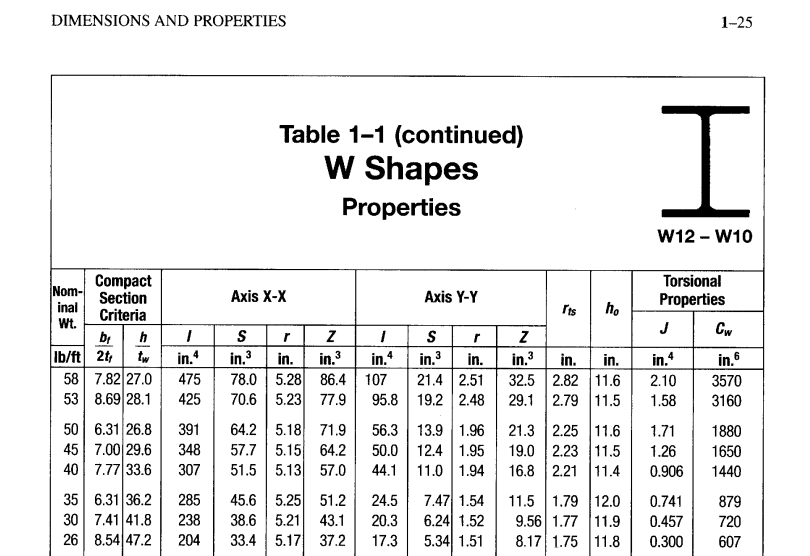 DIMENSIONS AND PROPERTIES 1–25
Table 1–1 (continued)
W Shapes
Properties
W12 – W10
Nom-inal Wt. Compact Section Criteria Axis X-X Axis Y-Y rts ho Torsional Properties
bf/2tf h/tw I S r Z I S r Z J Cw
lb/ft in.4 in.3 in. in.3 in.4 in.3 in. in.3 in. in. in.4 in.6
58 7.82 27.0 475 78.0 5.28 86.4 107 21.4 2.51 32.5 2.82 11.6 2.10 3570
53 8.69 28.1 425 70.6 5.23 77.9 95.8 19.2 2.48 29.1 2.79 11.5 1.58 3160
50 6.31 26.8 391 64.2 5.18 71.9 56.3 13.9 1.96 21.3 2.25 11.6 1.71 1880
45 7.00 29.6 348 57.7 5.15 64.2 50.0 12.4 1.95 19.0 2.23 11.5 1.26 1650
40 7.77 33.6 307 51.5 5.13 57.0 44.1 11.0 1.94 16.8 2.21 11.4 0.906 1440
35 6.31 36.2 285 45.6 5.25 51.2 24.5 7.47 1.54 11.5 1.79 12.0 0.741 879
30 7.41 41.8 238 38.6 5.21 43.1 20.3 6.24 1.52 9.56 1.77 11.9 0.457 720
26 8.54 47.2 204 33.4 5.17 37.2 17.3 5.34 1.51 8.17 1.75 11.8 0.300 607